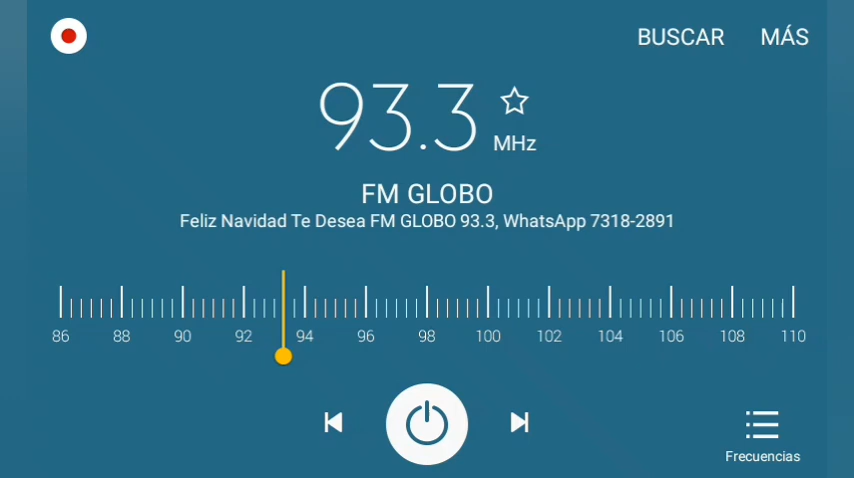 BUSCAR MÁS
93.3 MHz
FM GLOBO
Feliz Navidad Te Desea FM GLOBO 93.3, WhatsApp 7318-2891
86 88 90 92 94 96 98 100 102 104 106 108 110
Frecuencias